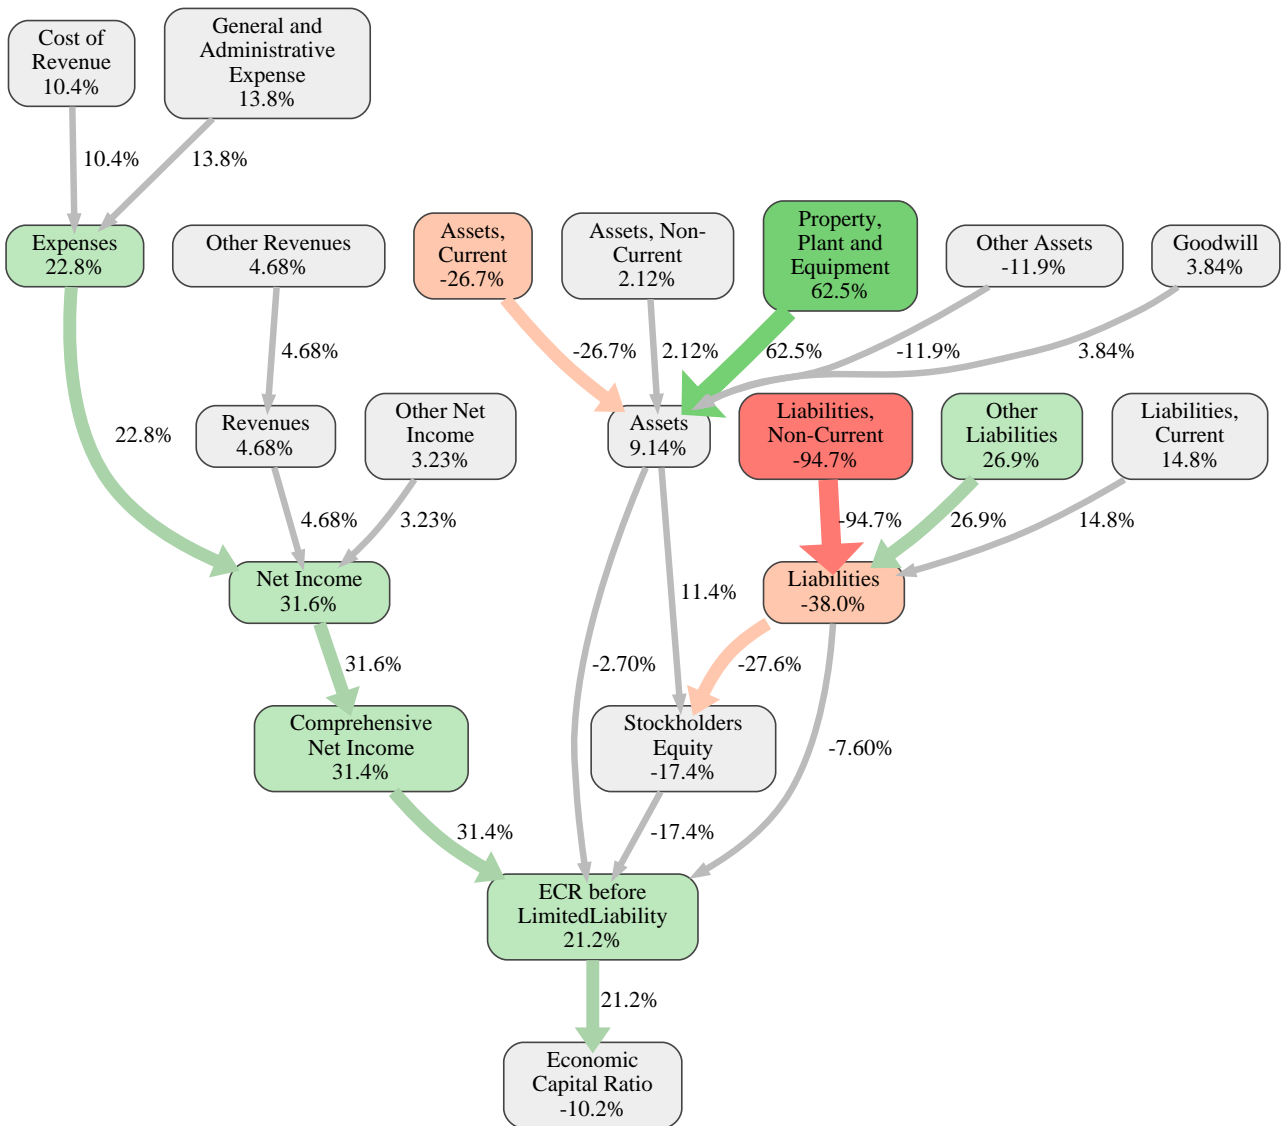 Cost of
Revenue
10.4%
General and
Administrative
Expense
13.8%
10.4%
13.8%
Expenses
22.8%
Other Revenues
4.68%
Assets,
Current
-26.7%
Assets, Non-
Current
2.12%
Property,
Plant and
Equipment
62.5%
Other Assets
-11.9%
Goodwill
3.84%
4.68%
-26.7%
2.12%
62.5%
-11.9%
3.84%
22.8%
Revenues
4.68%
Other Net
Income
3.23%
Assets
9.14%
Liabilities,
Non-Current
-94.7%
Other
Liabilities
26.9%
Liabilities,
Current
14.8%
4.68%
3.23%
-94.7%
26.9%
14.8%
Net Income
31.6%
11.4%
Liabilities
-38.0%
31.6%
-2.70%
-27.6%
Comprehensive
Net Income
31.4%
Stockholders
Equity
-17.4%
-7.60%
31.4%
-17.4%
ECR before
LimitedLiability
21.2%
21.2%
Economic
Capital Ratio
-10.2%